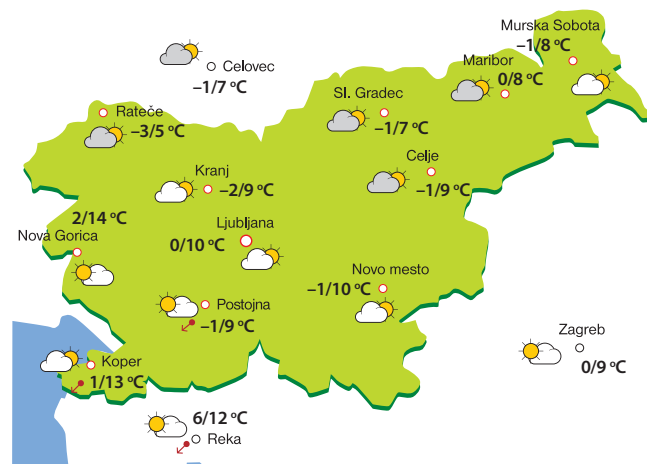 Murska Sobota
–1/8 °C
Maribor
0/8 °C
Celovec
–1/7 °C
Sl. Gradec
–1/7 °C
Rateče
–3/5 °C
Celje
–1/9 °C
Kranj
–2/9 °C
2/14 °C
Nova Gorica
Ljubljana
0/10 °C
Novo mesto
–1/10 °C
Postojna
–1/9 °C
Zagreb
0/9 °C
Koper
1/13 °C
6/12 °C
Reka